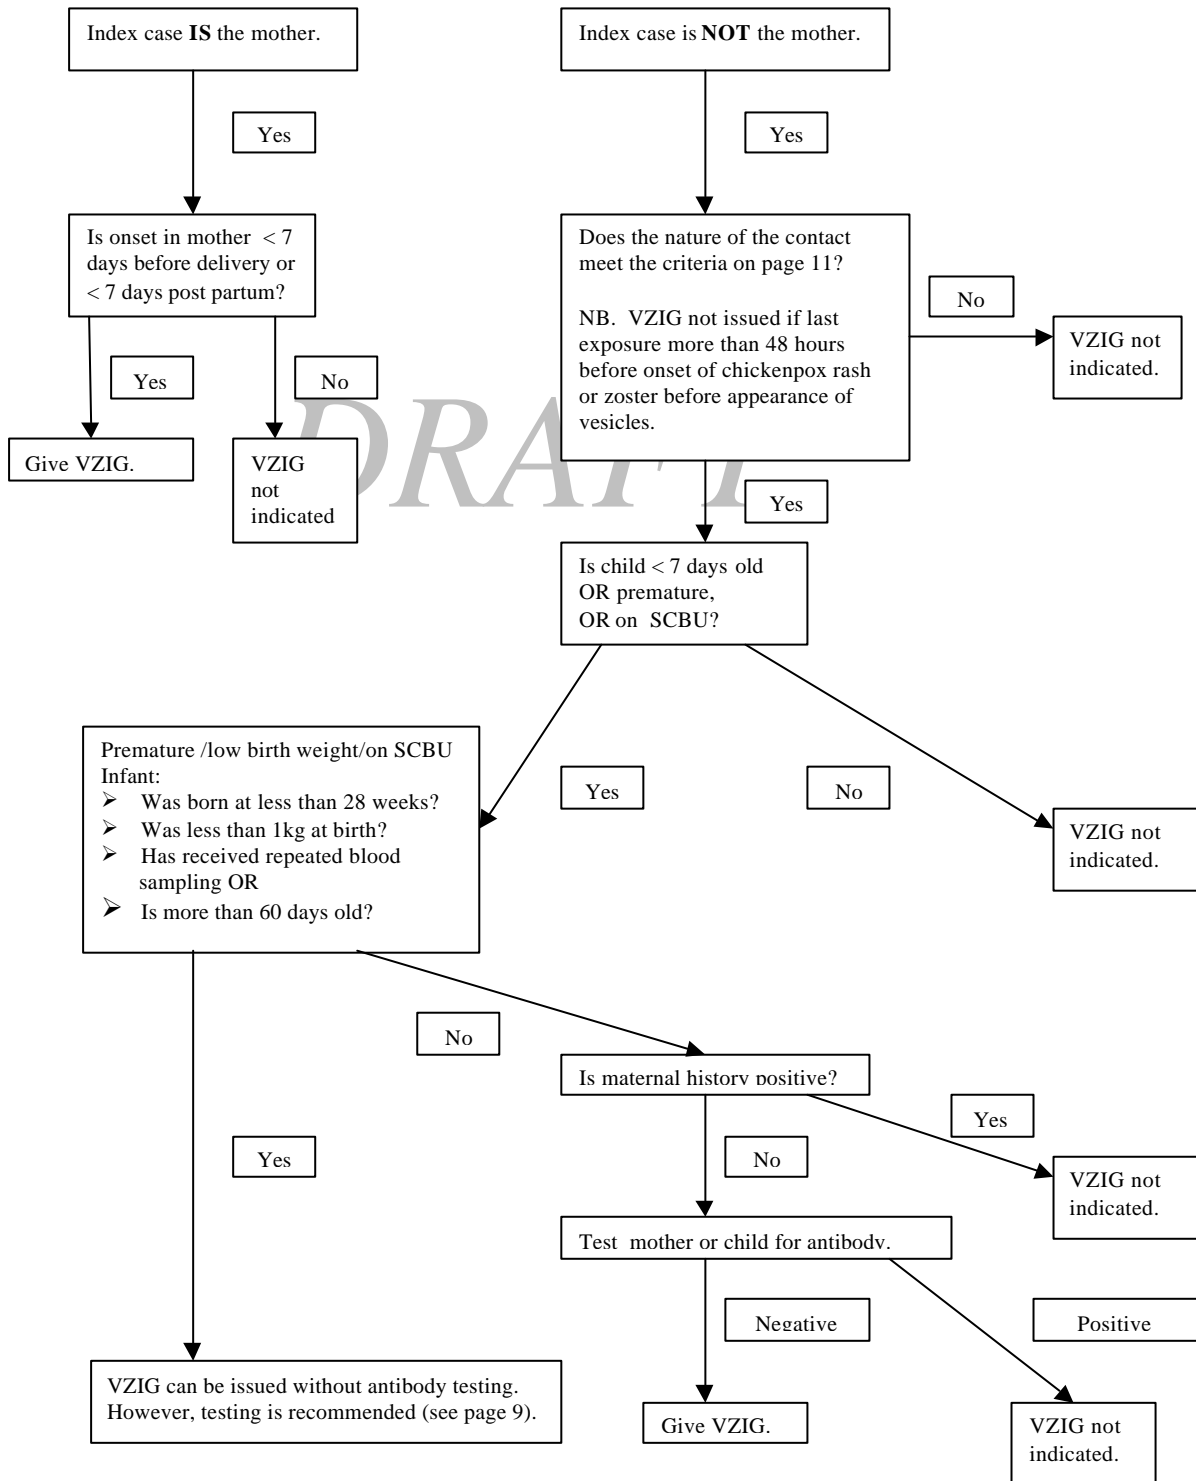 Index case IS the mother.
Index case is NOT the mother.
Yes
Yes
Is onset in mother < 7
days before delivery or
< 7 days post partum?
Does the nature of the contact
meet the criteria on page 11?
NB. VZIG not issued if last
exposure more than 48 hours
before onset of chickenpox rash
or zoster before appearance of
vesicles.
No
VZIG not
indicated.
Yes
No
DRAFT
Give VZIG.
VZIG
not
indicated
Yes
Is child < 7 days old
OR premature,
OR on SCBU?
Premature /low birth weight/on SCBU
Infant:
➢ Was born at less than 28 weeks?
➢ Was less than 1kg at birth?
➢ Has received repeated blood
sampling OR
➢ Is more than 60 days old?
Yes
No
VZIG not
indicated.
No
Is maternal history positive?
Yes
Yes
No
VZIG not
indicated.
Test mother or child for antibody.
Negative
Positive
VZIG can be issued without antibody testing.
However, testing is recommended (see page 9).
Give VZIG.
VZIG not
indicated.